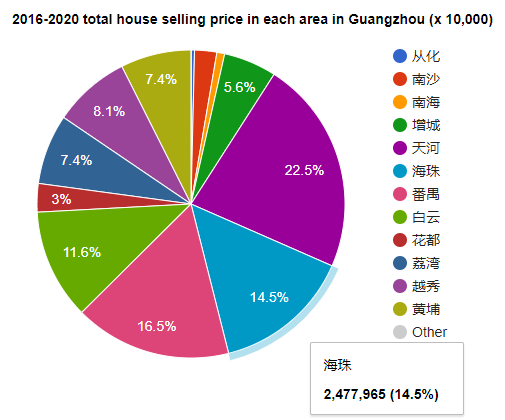 2016-2020 total house selling price in each area in Guangzhou (x 10,000)
从化
南沙
南海
增城
天河
海珠
番禺
白云
花都
荔湾
越秀
黄埔
Other
7.4%
5.6%
8.1%
22.5%
7.4%
3%
11.6%
14.5%
16.5%
海珠
2,477,965 (14.5%)